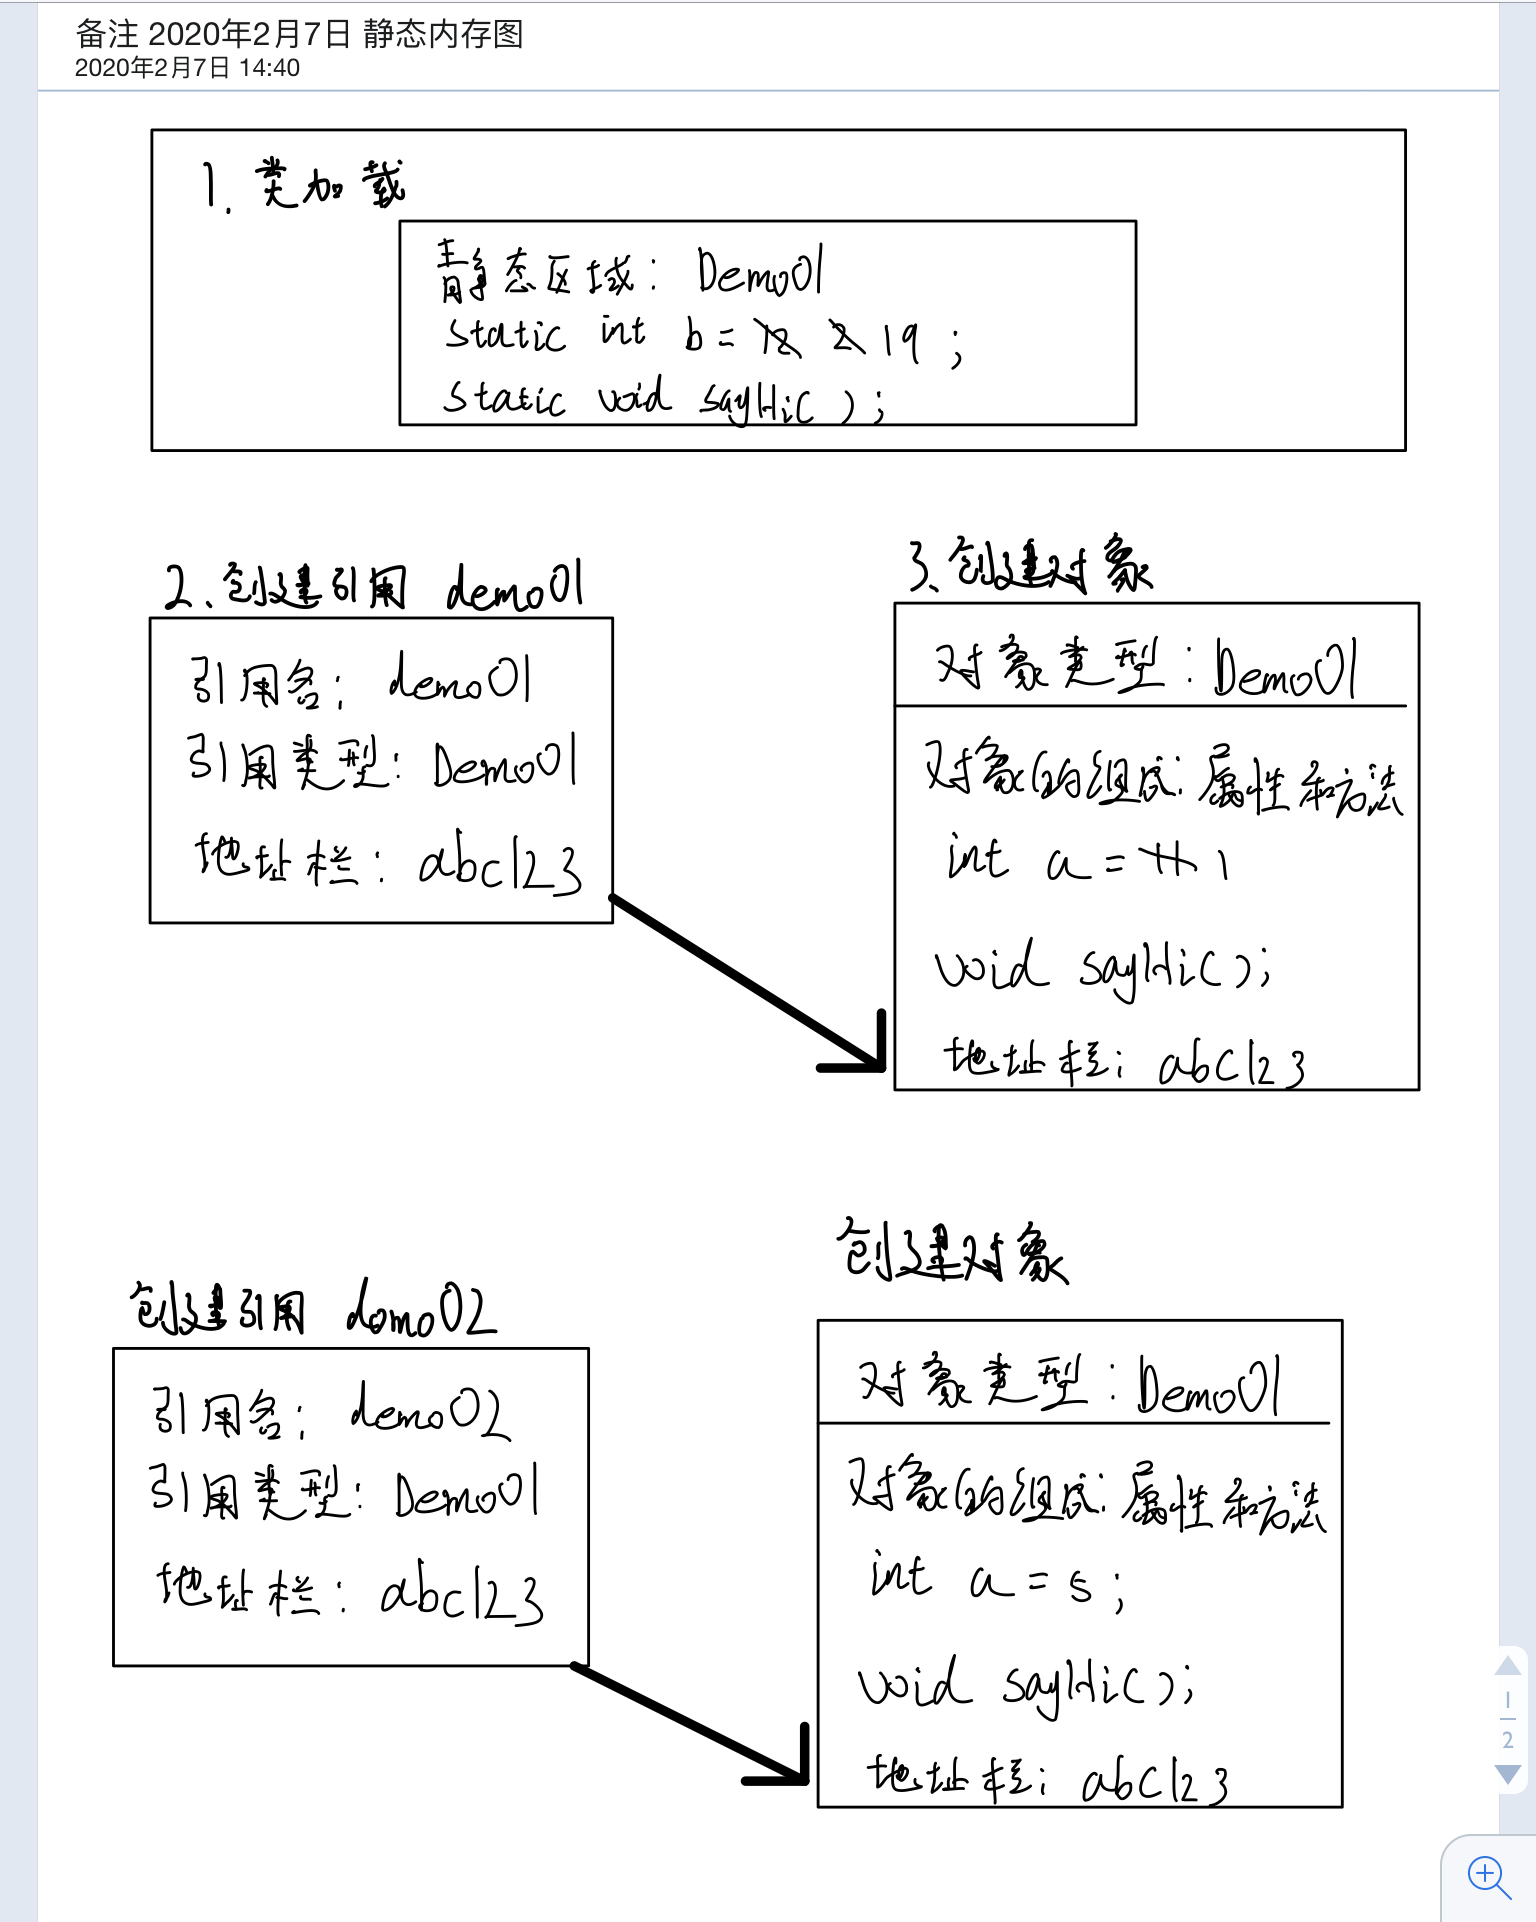 备注 2020年2月7日 静态内存图
2020年2月7日 14:40
1. 类加载
静态区域: Demo01
static int b = 12 2 19 ;
static void sayHi( );
2. 创建引用 demo01
引用名: demo01
引用类型: Demo01
地址栏: abc123
3. 创建对象
对象类型: Demo01
对象的组成: 属性和方法
int a = 11 1
void sayHi();
地址栏: abc123
创建引用 demo02
引用名: demo02
引用类型: Demo01
地址栏: abc123
创建对象
对象类型: Demo01
对象的组成: 属性和方法
int a = 5 ;
void sayHi();
地址栏: abc123
1
2